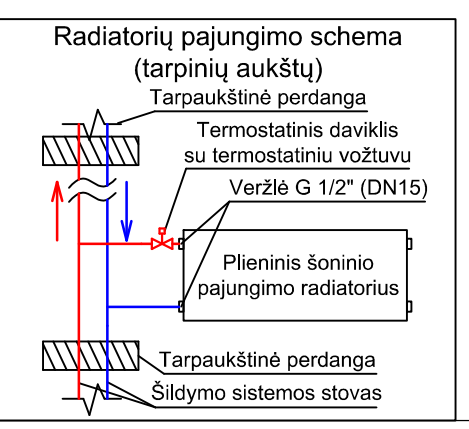 Radiatorių pajungimo schema
(tarpinių aukštų)
Tarpaukštinė perdanga
Termostatinis daviklis
su termostatiniu vožtuvu
Veržlė G 1/2" (DN15)
Plieninis šoninio
pajungimo radiatorius
Tarpaukštinė perdanga
Šildymo sistemos stovas